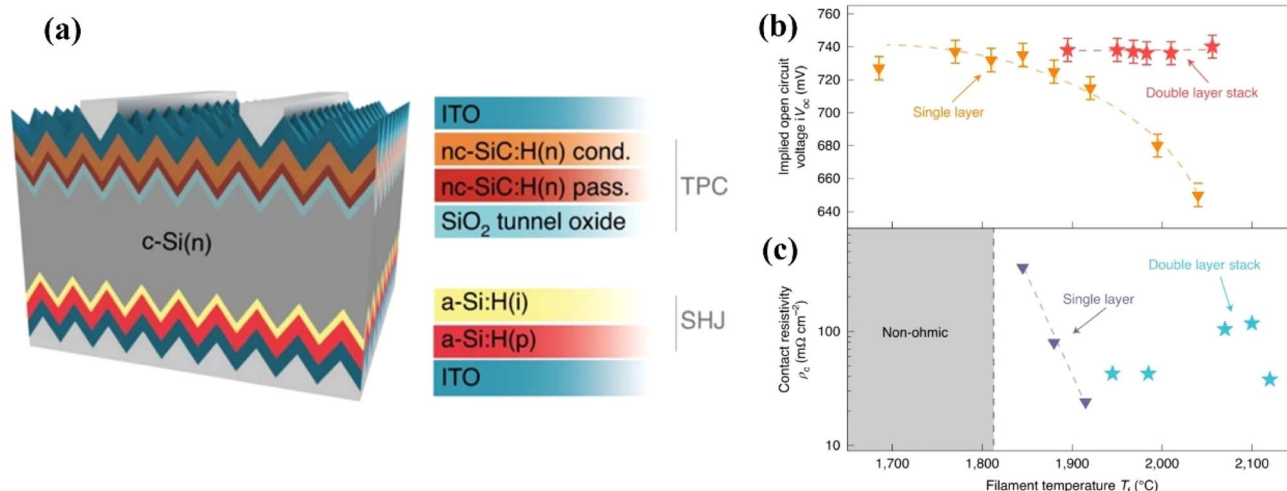 (a)
c-Si(n)
ITO
nc-SiC:H(n) cond.
nc-SiC:H(n) pass.
SiO₂ tunnel oxide
TPC
a-Si:H(i)
a-Si:H(p)
ITO
SHJ
(b)
Implied open circuit
voltage iVoc (mV)
760
740
720
700
680
660
640
Single layer
Double layer stack
(c)
Contact resistivity
ρc (mΩ cm⁻²)
100
10
Non-ohmic
Single layer
Double layer stack
1,700
1,800
1,900
2,000
2,100
Filament temperature Tf (°C)